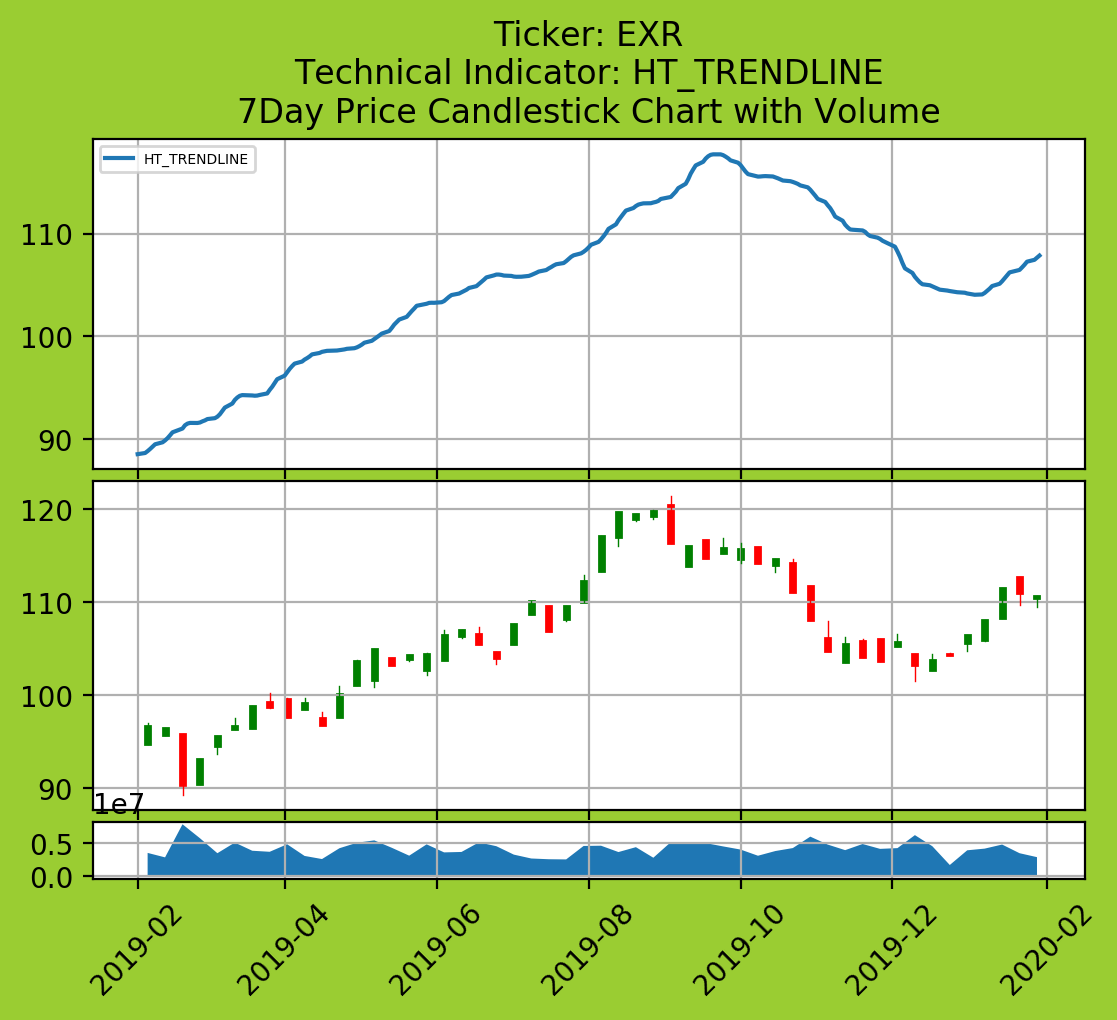 Ticker: EXR
Technical Indicator: HT_TRENDLINE
7Day Price Candlestick Chart with Volume
HT_TRENDLINE
110
100
90
120
110
100
90
1e7
0.5
0.0
2019-02 2019-04 2019-06 2019-08 2019-10 2019-12 2020-02